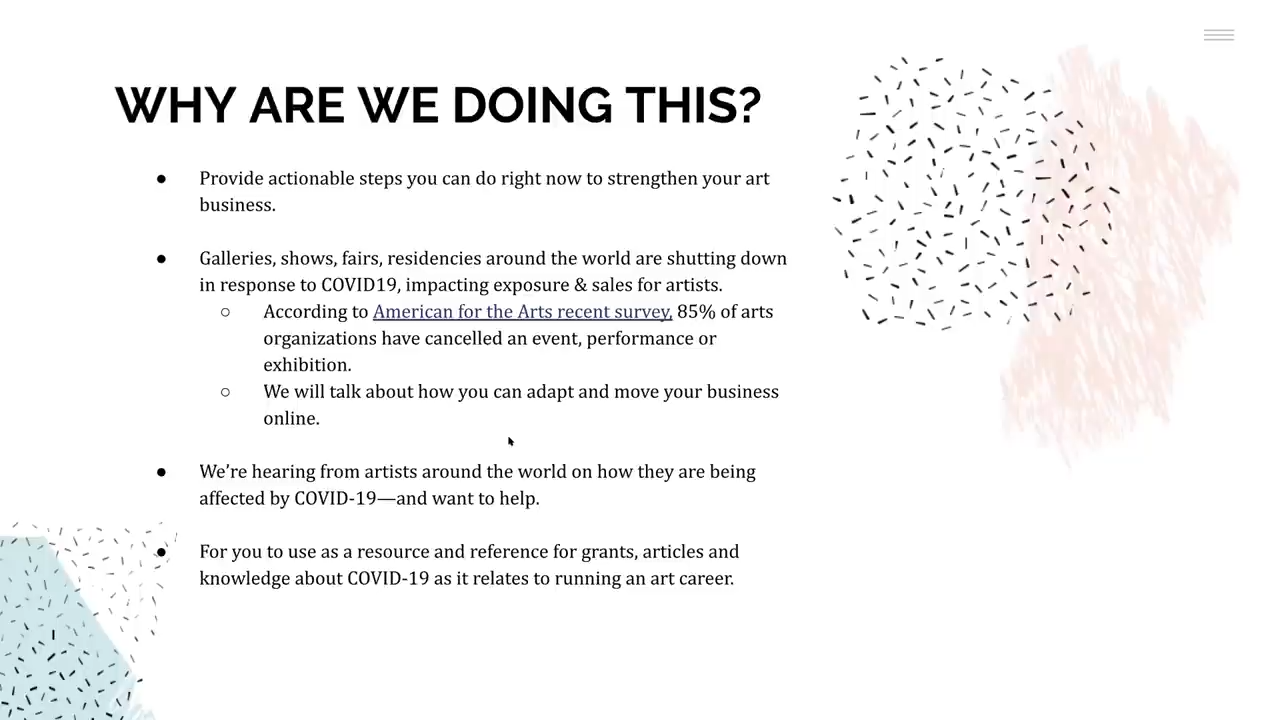 WHY ARE WE DOING THIS?
● Provide actionable steps you can do right now to strengthen your art
business.
● Galleries, shows, fairs, residencies around the world are shutting down
in response to COVID19, impacting exposure & sales for artists.
○ According to American for the Arts recent survey, 85% of arts
organizations have cancelled an event, performance or
exhibition.
○ We will talk about how you can adapt and move your business
online.
● We’re hearing from artists around the world on how they are being
affected by COVID-19—and want to help.
● For you to use as a resource and reference for grants, articles and
knowledge about COVID-19 as it relates to running an art career.